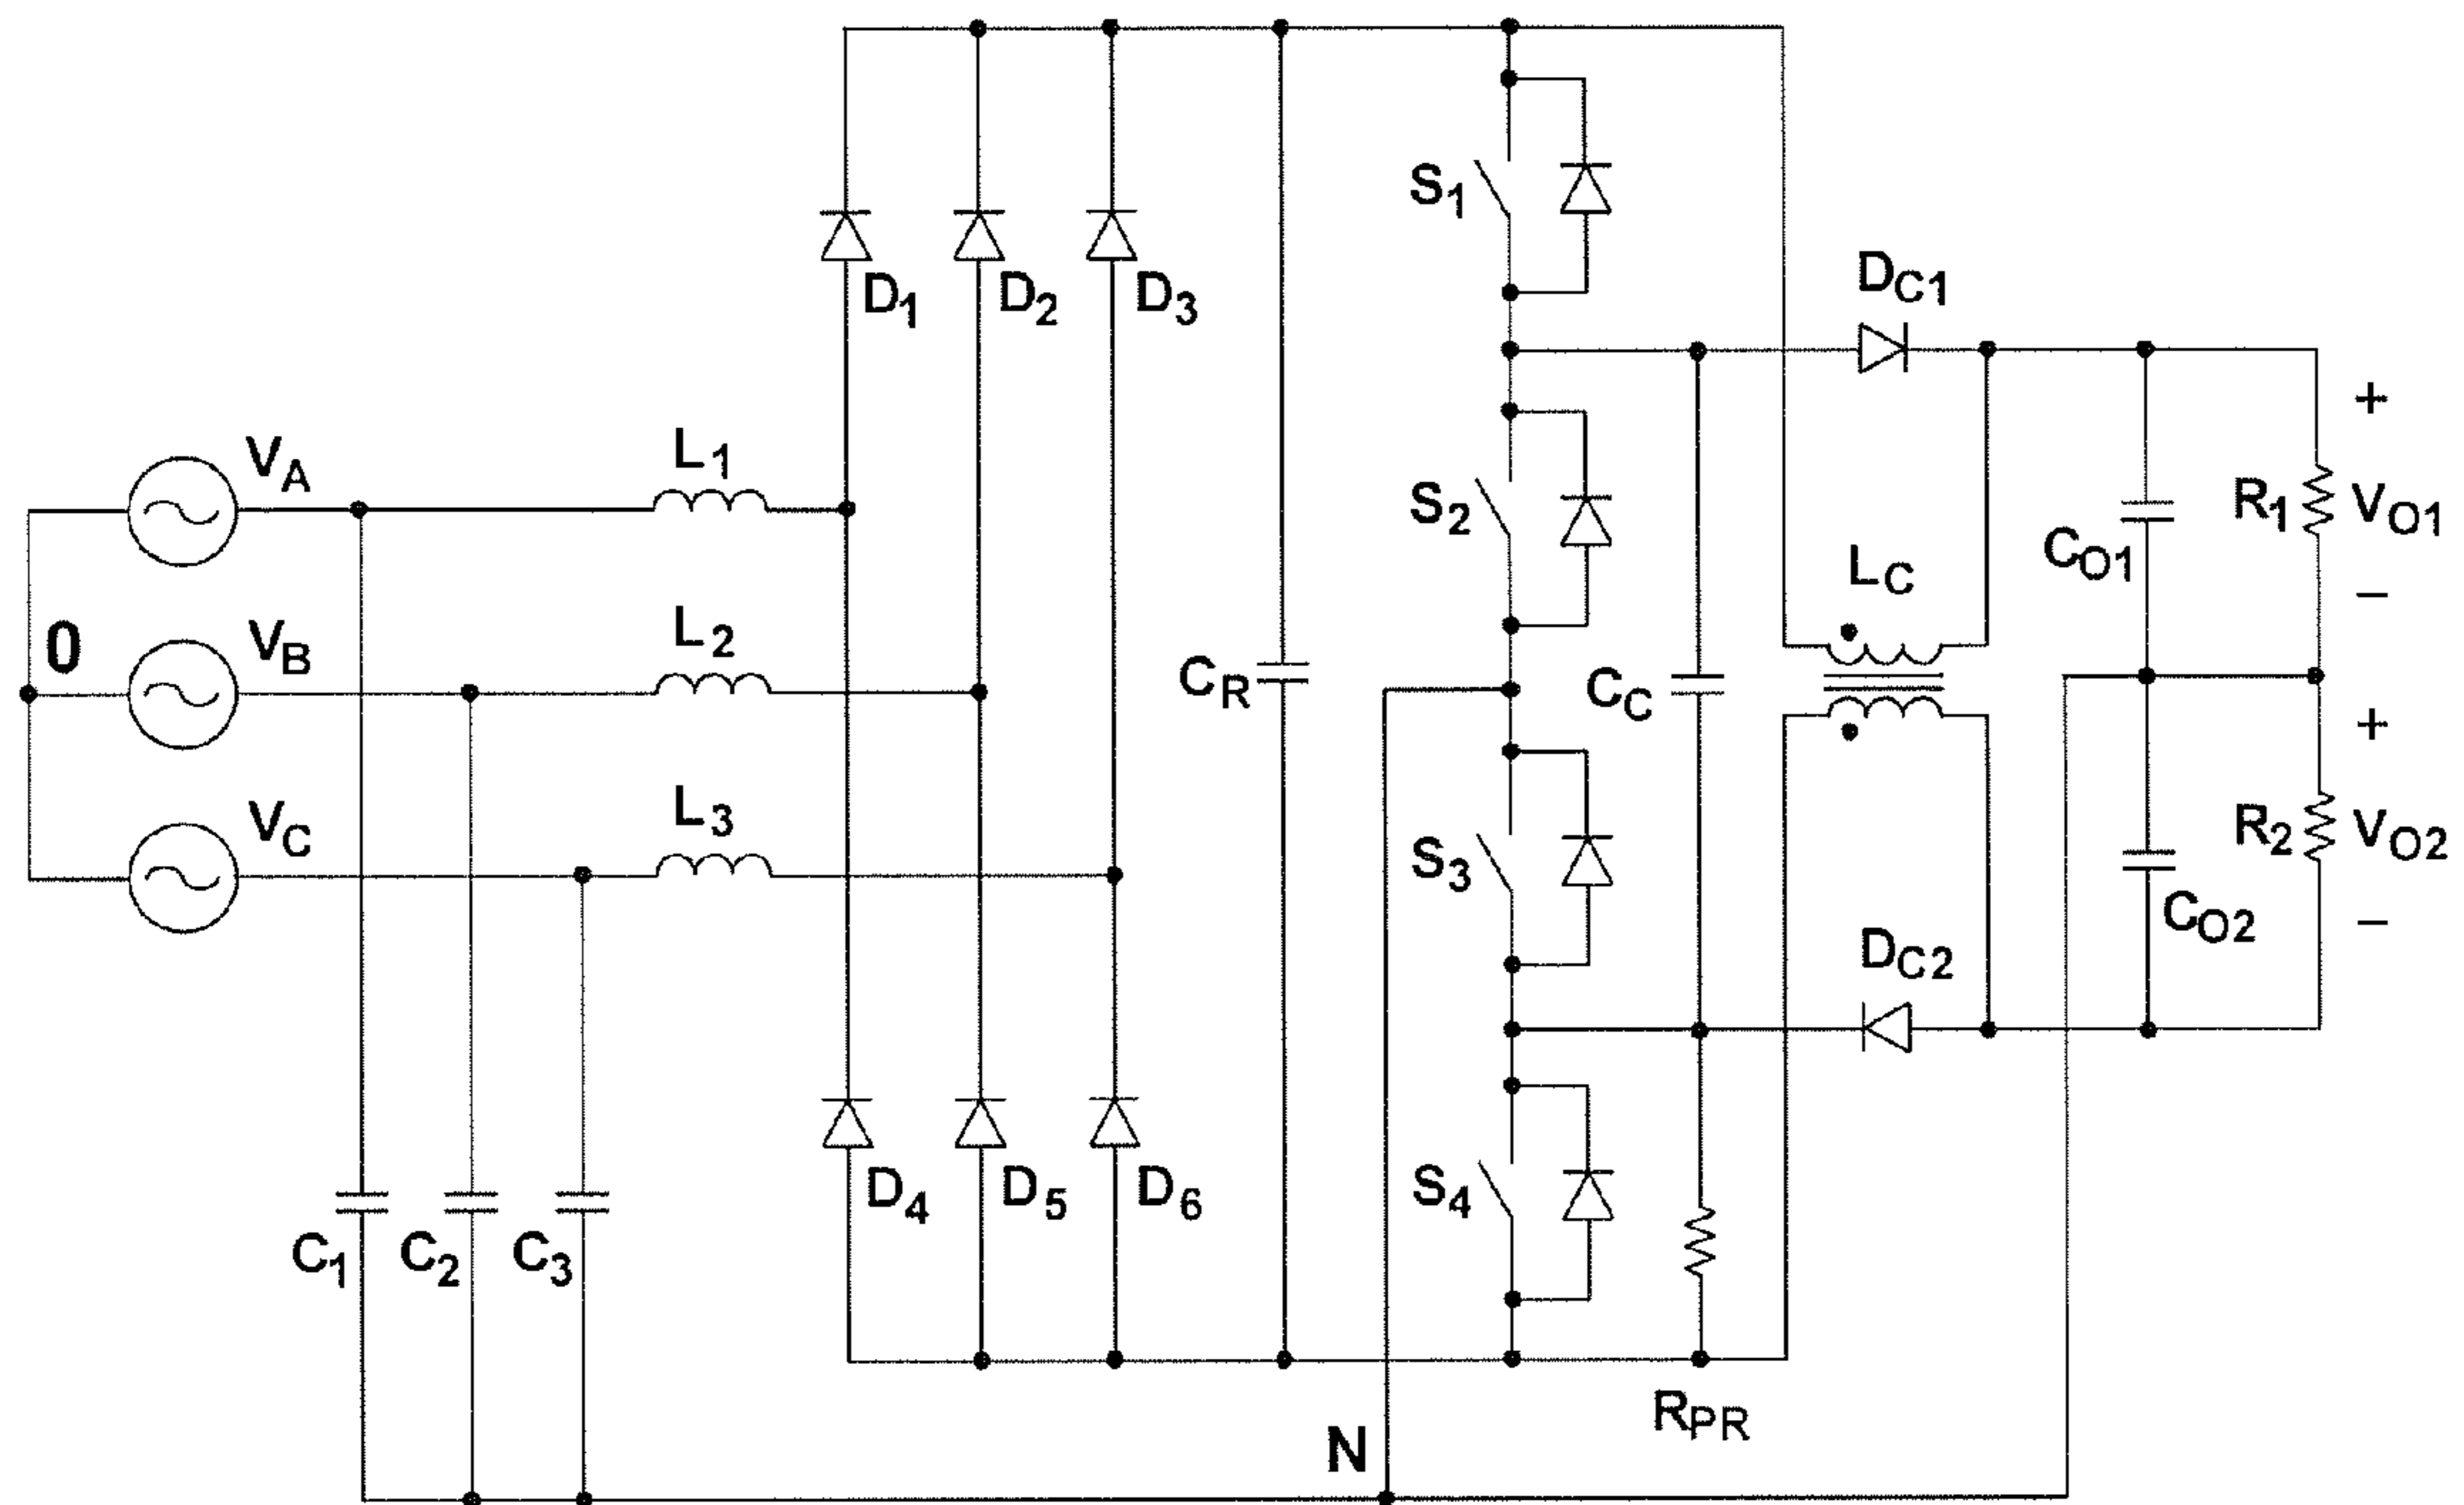 S1
DC1
D1
D2
D3
VA
L1
S2
R1
VO1
+
CO1
LC
−
0
VB
L2
CR
CC
+
VC
L3
S3
R2
VO2
CO2
−
DC2
D4
D5
D6
S4
C1
C2
C3
RPR
N